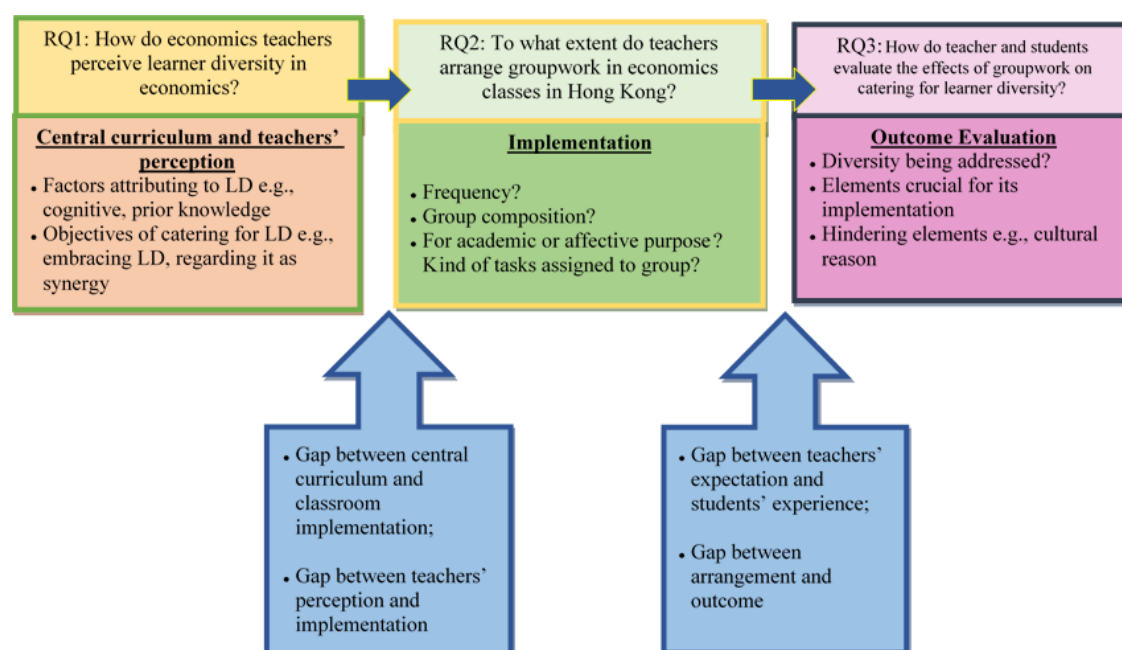 RQ1: How do economics teachers
perceive learner diversity in
economics?
Central curriculum and teachers’
perception
• Factors attributing to LD e.g.,
cognitive, prior knowledge
• Objectives of catering for LD e.g.,
embracing LD, regarding it as
synergy
RQ2: To what extent do teachers
arrange groupwork in economics
classes in Hong Kong?
Implementation
• Frequency?
• Group composition?
• For academic or affective purpose?
Kind of tasks assigned to group?
RQ3: How do teacher and students
evaluate the effects of groupwork on
catering for learner diversity?
Outcome Evaluation
• Diversity being addressed?
• Elements crucial for its
implementation
• Hindering elements e.g., cultural
reason
• Gap between central
curriculum and
classroom
implementation;
• Gap between teachers’
perception and
implementation
• Gap between teachers’
expectation and
students’ experience;
• Gap between
arrangement and
outcome